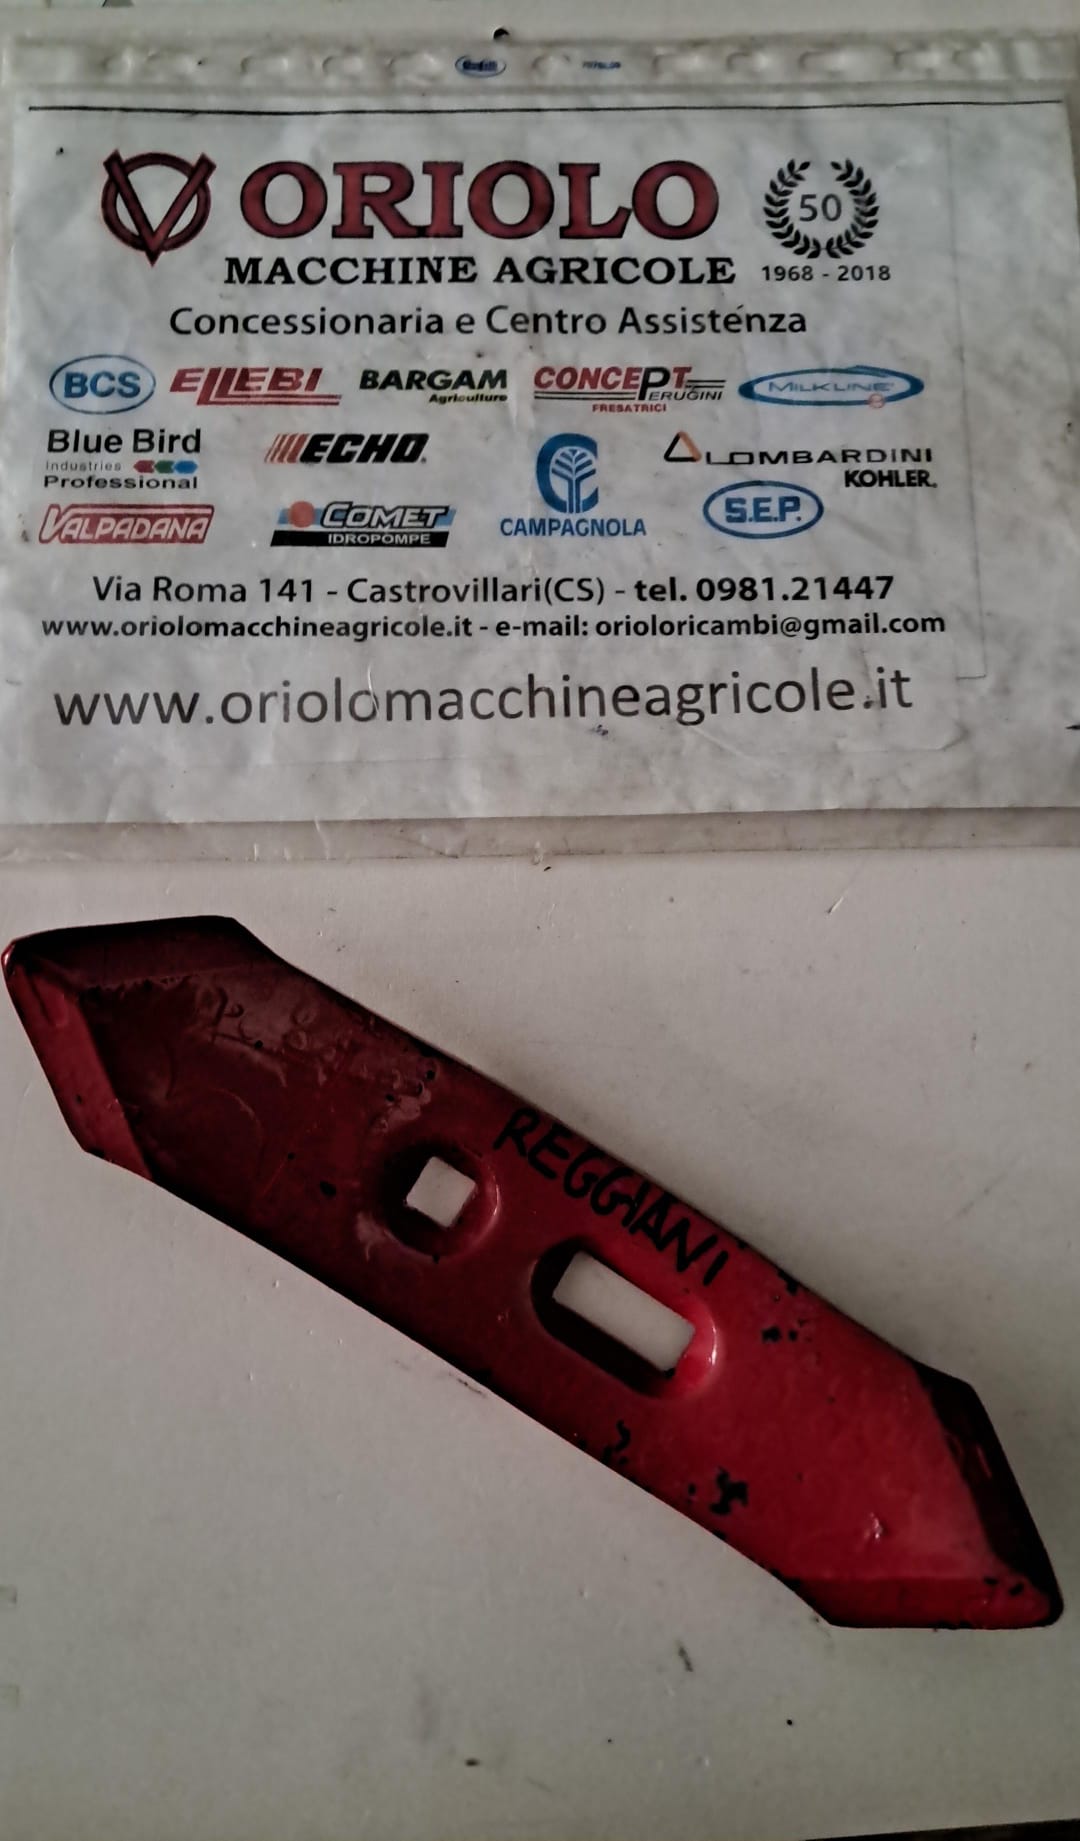 ORIOLO
50
MACCHINE AGRICOLE 1968 - 2018
Concessionaria e Centro Assistenza
BCS ELLEBI BARGAM Agriculture CONCEPT PERUGINI FRESATRICI MILKLINE
Blue Bird Industries Professional ECHO LOMBARDINI KOHLER
VALPADANA COMET IDROPOMPE CAMPAGNOLA S.E.P.
Via Roma 141 - Castrovillari(CS) - tel. 0981.21447
www.oriolomacchineagricole.it - e-mail: orioloricambi@gmail.com
www.oriolomacchineagricole.it
REGGIANI